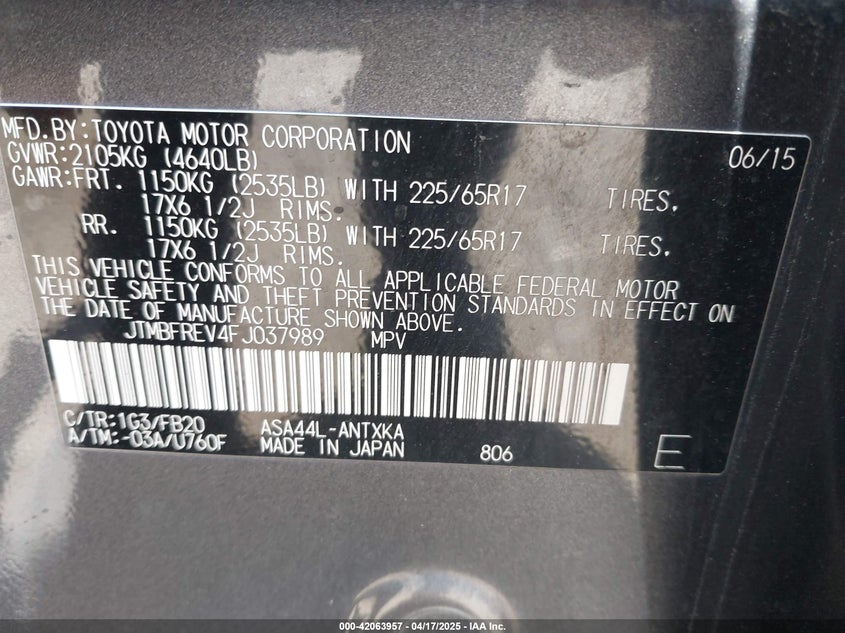 MFD.BY:TOYOTA MOTOR CORPORATION 06/15
GVWR:2105KG (4640LB)
GAWR:FRT. 1150KG (2535LB) WITH 225/65R17 TIRES.
17X6 1/2J RIMS.
RR. 1150KG (2535LB) WITH 225/65R17 TIRES.
17X6 1/2J RIMS.
THIS VEHICLE CONFORMS TO ALL APPLICABLE FEDERAL MOTOR
VEHICLE SAFETY AND THEFT PREVENTION STANDARDS IN EFFECT ON
THE DATE OF MANUFACTURE SHOWN ABOVE.
JTMBFREV4FJ037989 MPV
C/TR:1G3/FB20 ASA44L-ANTXKA
A/TM:-03A/U760F MADE IN JAPAN 806 E
000-42063957 - 04/17/2025 - IAA Inc.